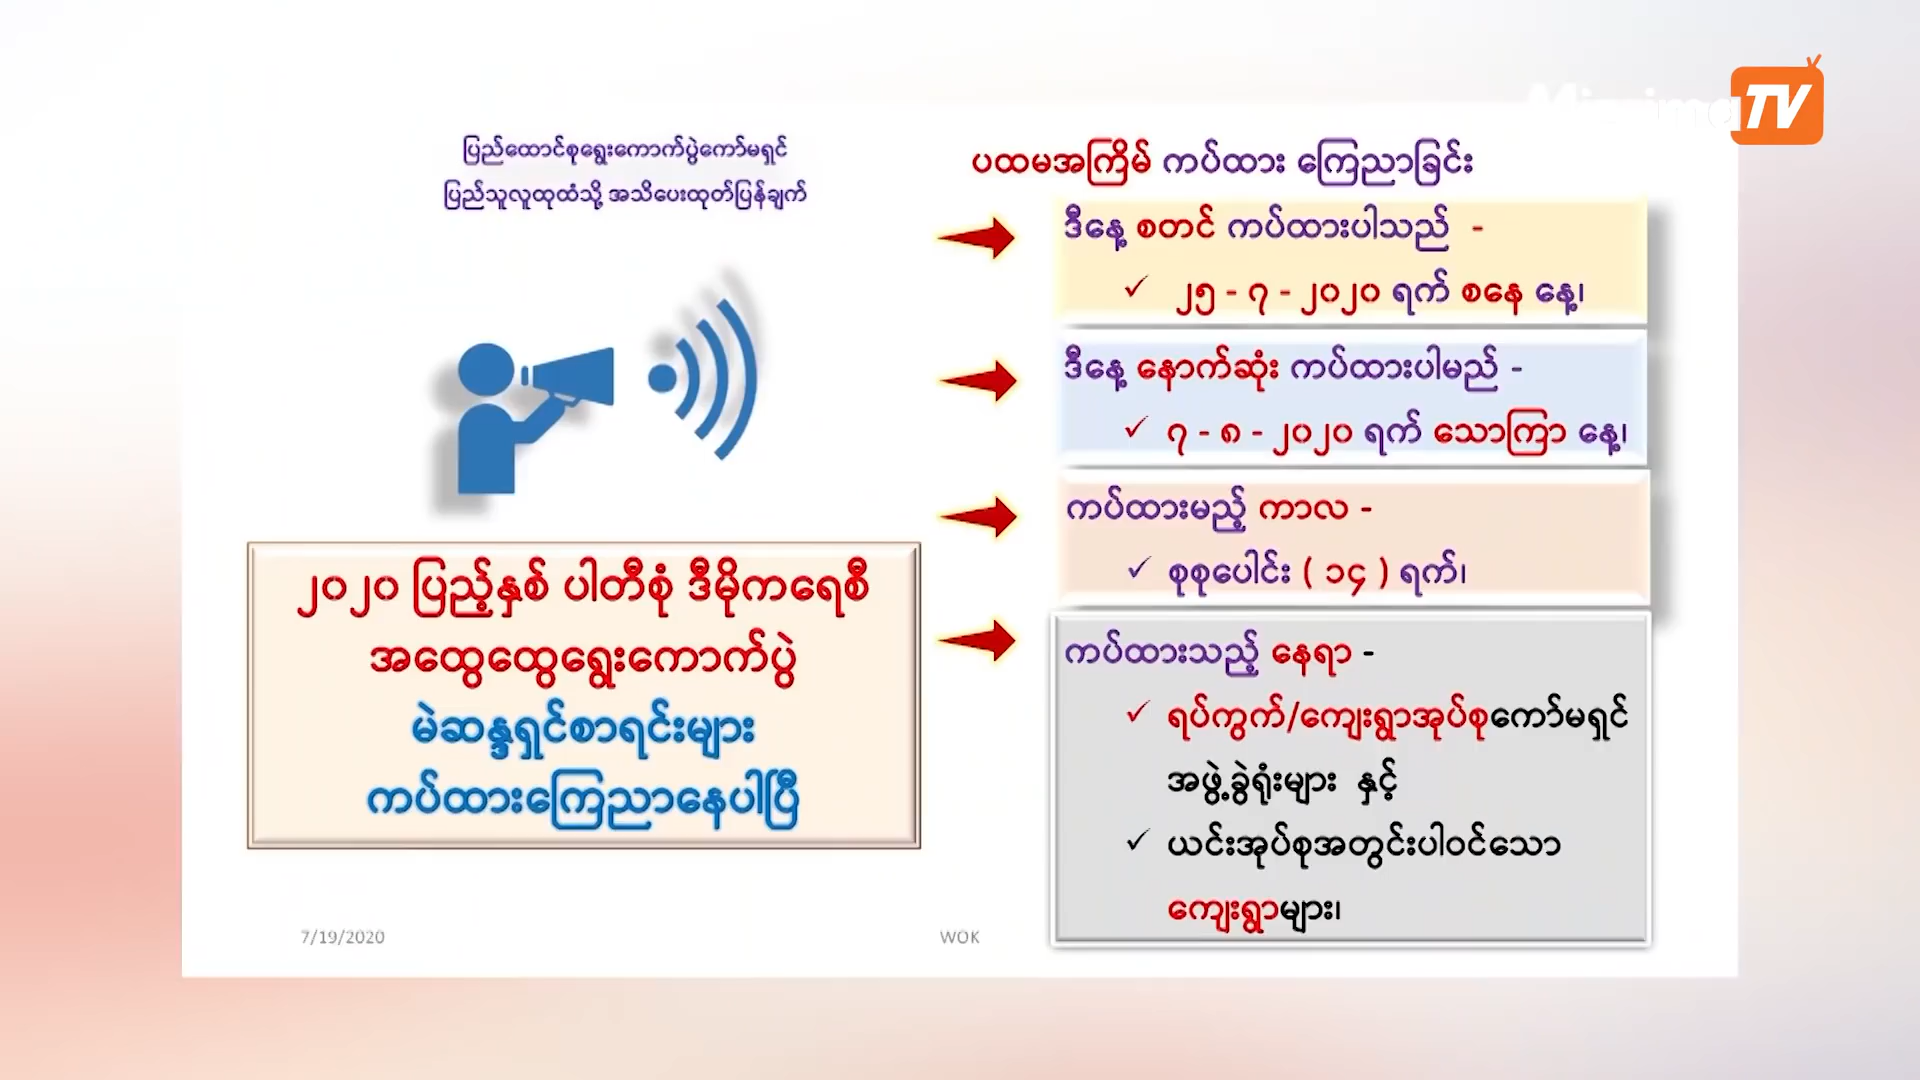 Mizzima TV
ပြည်ထောင်စုရွေးကောက်ပွဲကော်မရှင်
ပြည်သူလူထုထံသို့ အသိပေးထုတ်ပြန်ချက်
၂၀၂၀ ပြည့်နှစ် ပါတီစုံ ဒီမိုကရေစီ
အထွေထွေရွေးကောက်ပွဲ
မဲဆန္ဒရှင်စာရင်းများ
ကပ်ထားကြေညာနေပါပြီ
7/19/2020
WOK
ပထမအကြိမ် ကပ်ထား ကြေညာခြင်း
ဒီနေ့ စတင် ကပ်ထားပါသည် -
✓ ၂၅ - ၇ - ၂၀၂၀ ရက် စနေ နေ့၊
ဒီနေ့ နောက်ဆုံး ကပ်ထားပါမည် -
✓ ၇ - ၈ - ၂၀၂၀ ရက် သောကြာ နေ့၊
ကပ်ထားမည့် ကာလ -
✓ စုစုပေါင်း ( ၁၄ ) ရက်၊
ကပ်ထားသည့် နေရာ -
✓ ရပ်ကွက်/ကျေးရွာအုပ်စုကော်မရှင်
အဖွဲ့ခွဲရုံးများ နှင့်
✓ ယင်းအုပ်စုအတွင်းပါဝင်သော
ကျေးရွာများ၊